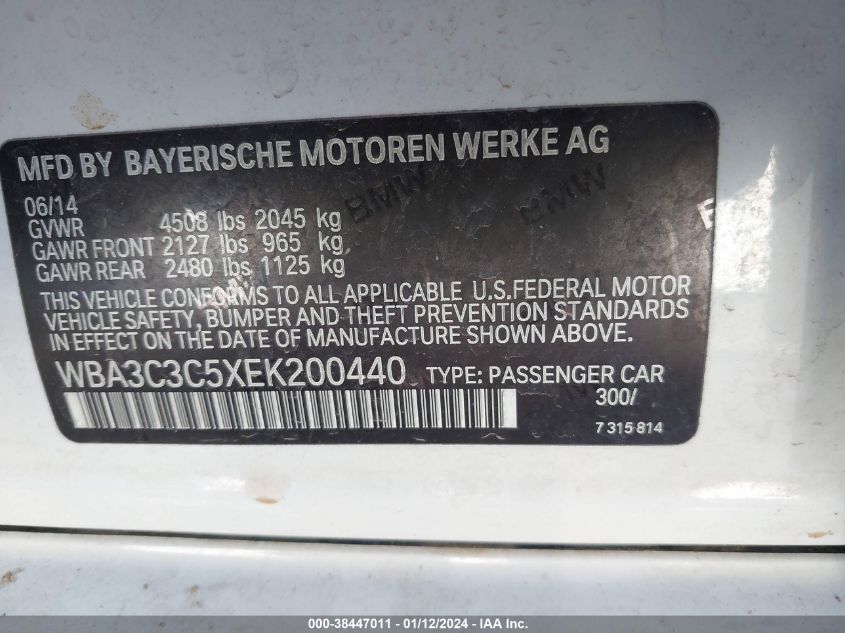 MFD BY BAYERISCHE MOTOREN WERKE AG
06/14
GVWR 4508 lbs 2045 kg
GAWR FRONT 2127 lbs 965 kg
GAWR REAR 2480 lbs 1125 kg
BMW BMW
THIS VEHICLE CONFORMS TO ALL APPLICABLE U.S.FEDERAL MOTOR
VEHICLE SAFETY, BUMPER AND THEFT PREVENTION STANDARDS
IN EFFECT ON THE DATE OF MANUFACTURE SHOWN ABOVE.
WBA3C3C5XEK200440 TYPE: PASSENGER CAR
300/
7 315 814
000-38447011 - 01/12/2024 - IAA Inc.